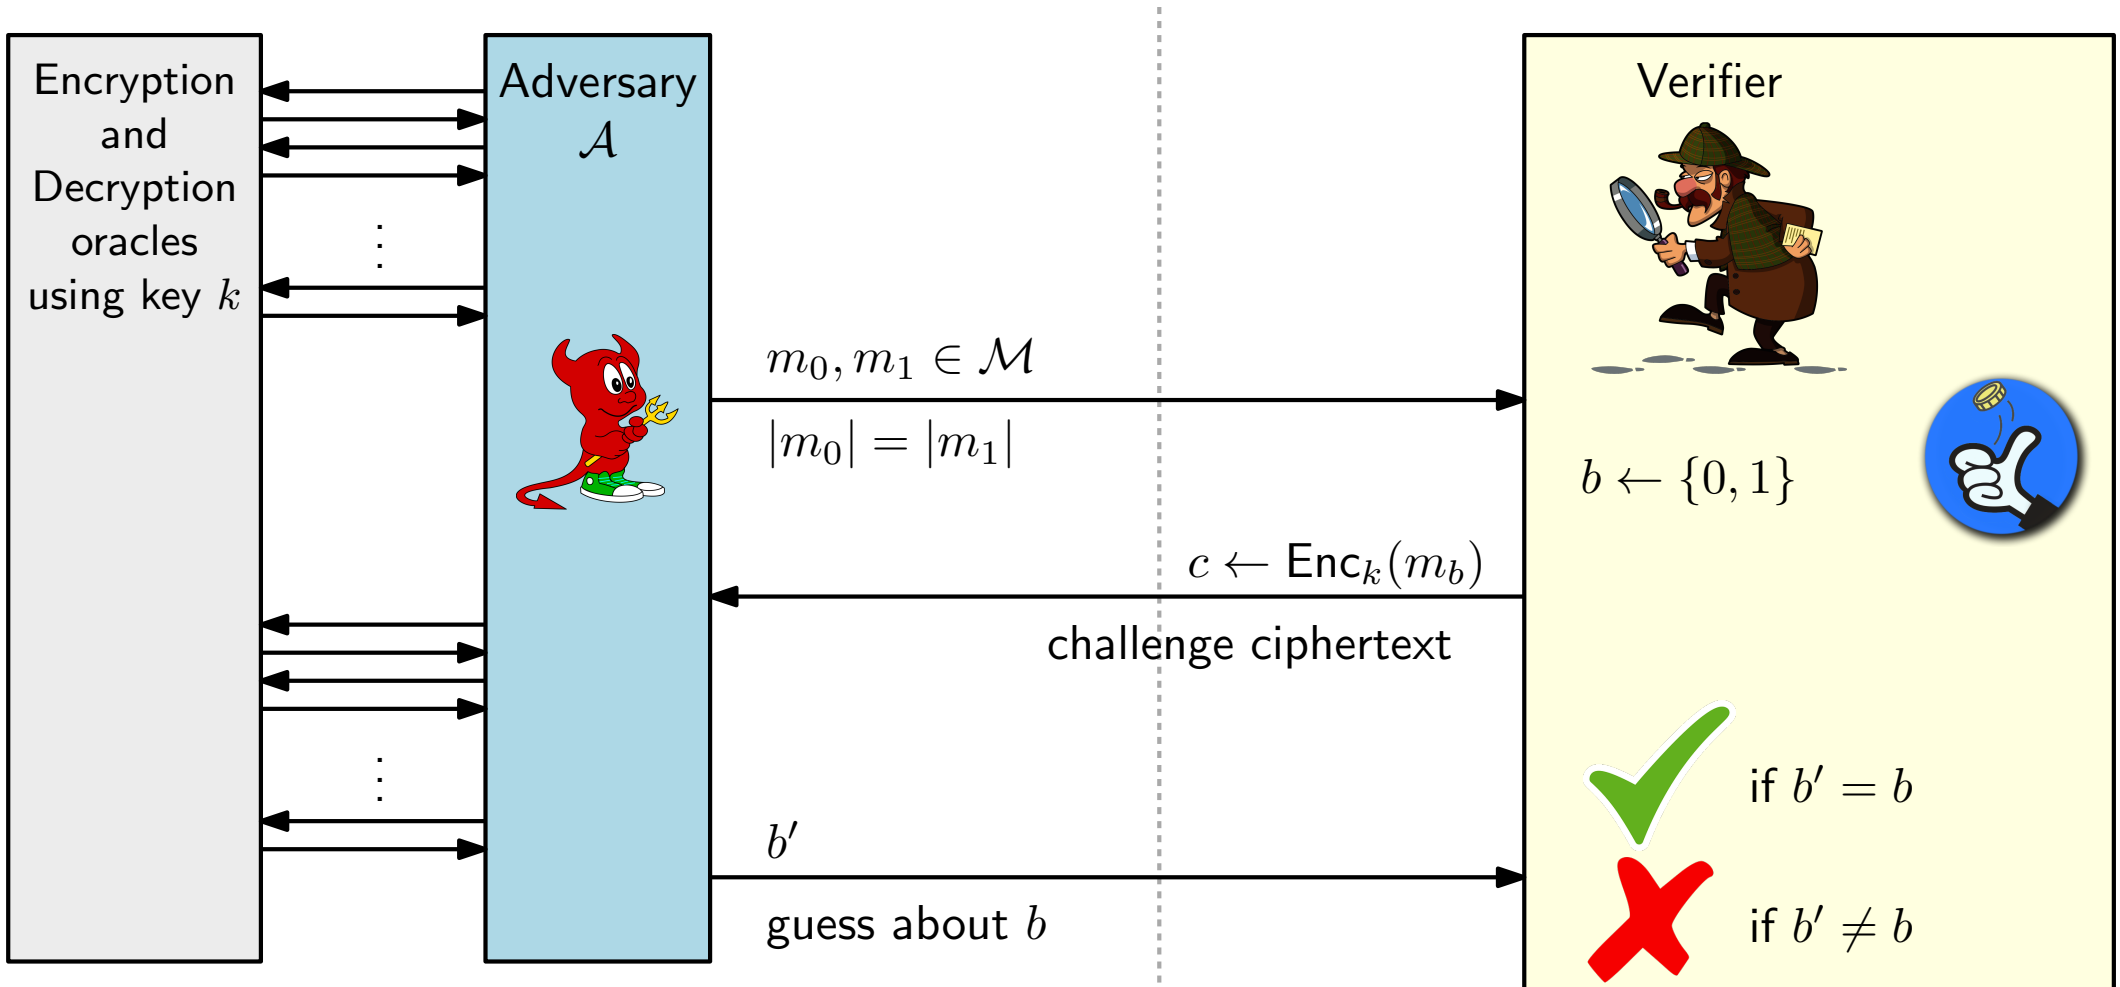 Encryption
and
Decryption
oracles
using key k
⋮
⋮
Adversary
𝒜
m₀, m₁ ∈ ℳ
|m₀| = |m₁|
Verifier
b ← {0, 1}
c ← Encₖ(m_b)
challenge ciphertext
b′
guess about b
if b′ = b
if b′ ≠ b